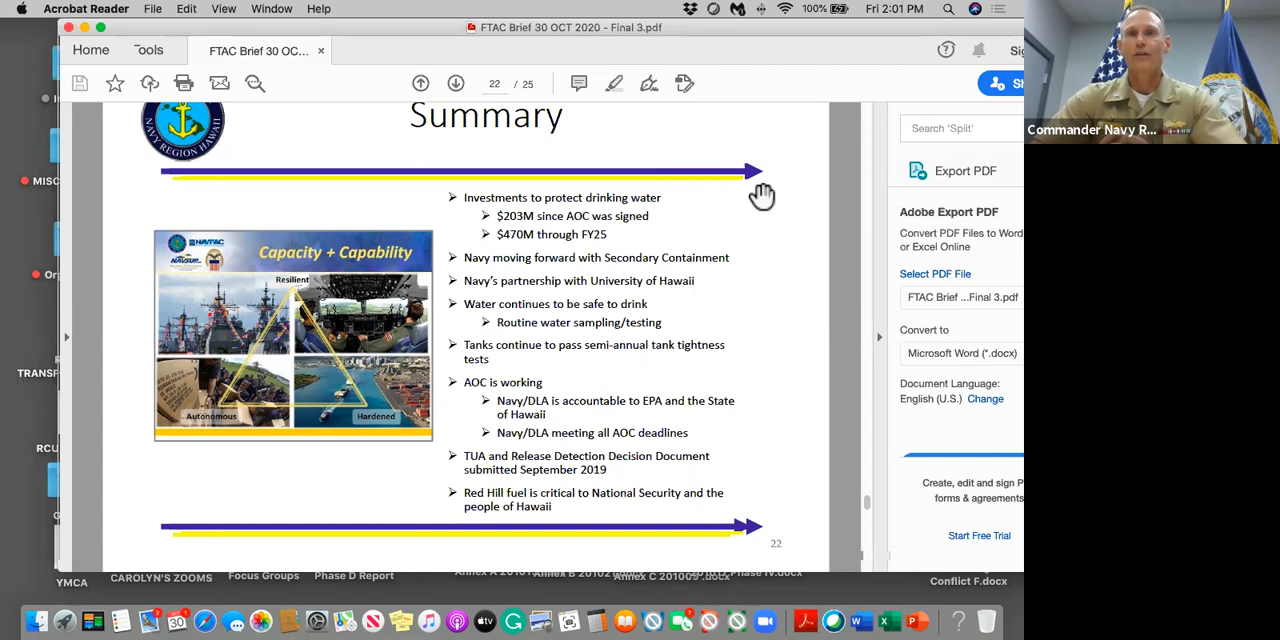 Acrobat Reader File Edit View Window Help 100% Fri 2:01 PM
FTAC Brief 30 OCT 2020 - Final 3.pdf
Home Tools FTAC Brief 30 OC... ×
22 / 25
Summary
NAVY REGION HAWAII
Investments to protect drinking water
$203M since AOC was signed
$470M through FY25
Navy moving forward with Secondary Containment
Navy's partnership with University of Hawaii
Water continues to be safe to drink
Routine water sampling/testing
Tanks continue to pass semi-annual tank tightness
tests
AOC is working
Navy/DLA is accountable to EPA and the State
of Hawaii
Navy/DLA meeting all AOC deadlines
TUA and Release Detection Decision Document
submitted September 2019
Red Hill fuel is critical to National Security and the
people of Hawaii
22
NAVFAC
NAVSUP
Capacity + Capability
Resilient
Autonomous
Hardened
Search 'Split'
Export PDF
Adobe Export PDF
Convert PDF Files to Word
or Excel Online
Select PDF File
FTAC Brief ...Final 3.pdf
Convert to
Microsoft Word (*.docx)
Document Language:
English (U.S.) Change
Create, edit and sign P
forms & agreements
Start Free Trial
Commander Navy R...
MISC
TRANSF
RCU
YMCA
CAROLYN'S ZOOMS
Focus Groups
Phase D Report
Conflict F.docx